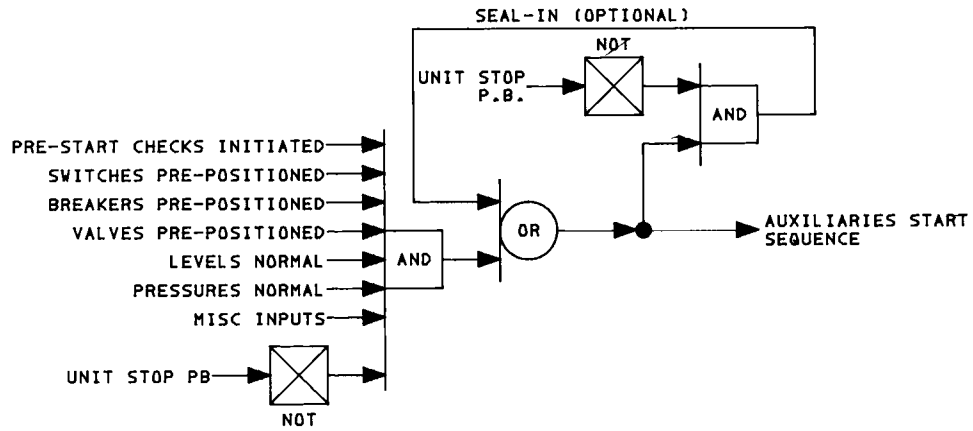 SEAL-IN (OPTIONAL)
NOT
UNIT STOP
P.B.
AND
PRE-START CHECKS INITIATED
SWITCHES PRE-POSITIONED
BREAKERS PRE-POSITIONED
VALVES PRE-POSITIONED
LEVELS NORMAL
PRESSURES NORMAL
MISC INPUTS
AND
OR
AUXILIARIES START
SEQUENCE
UNIT STOP PB
NOT